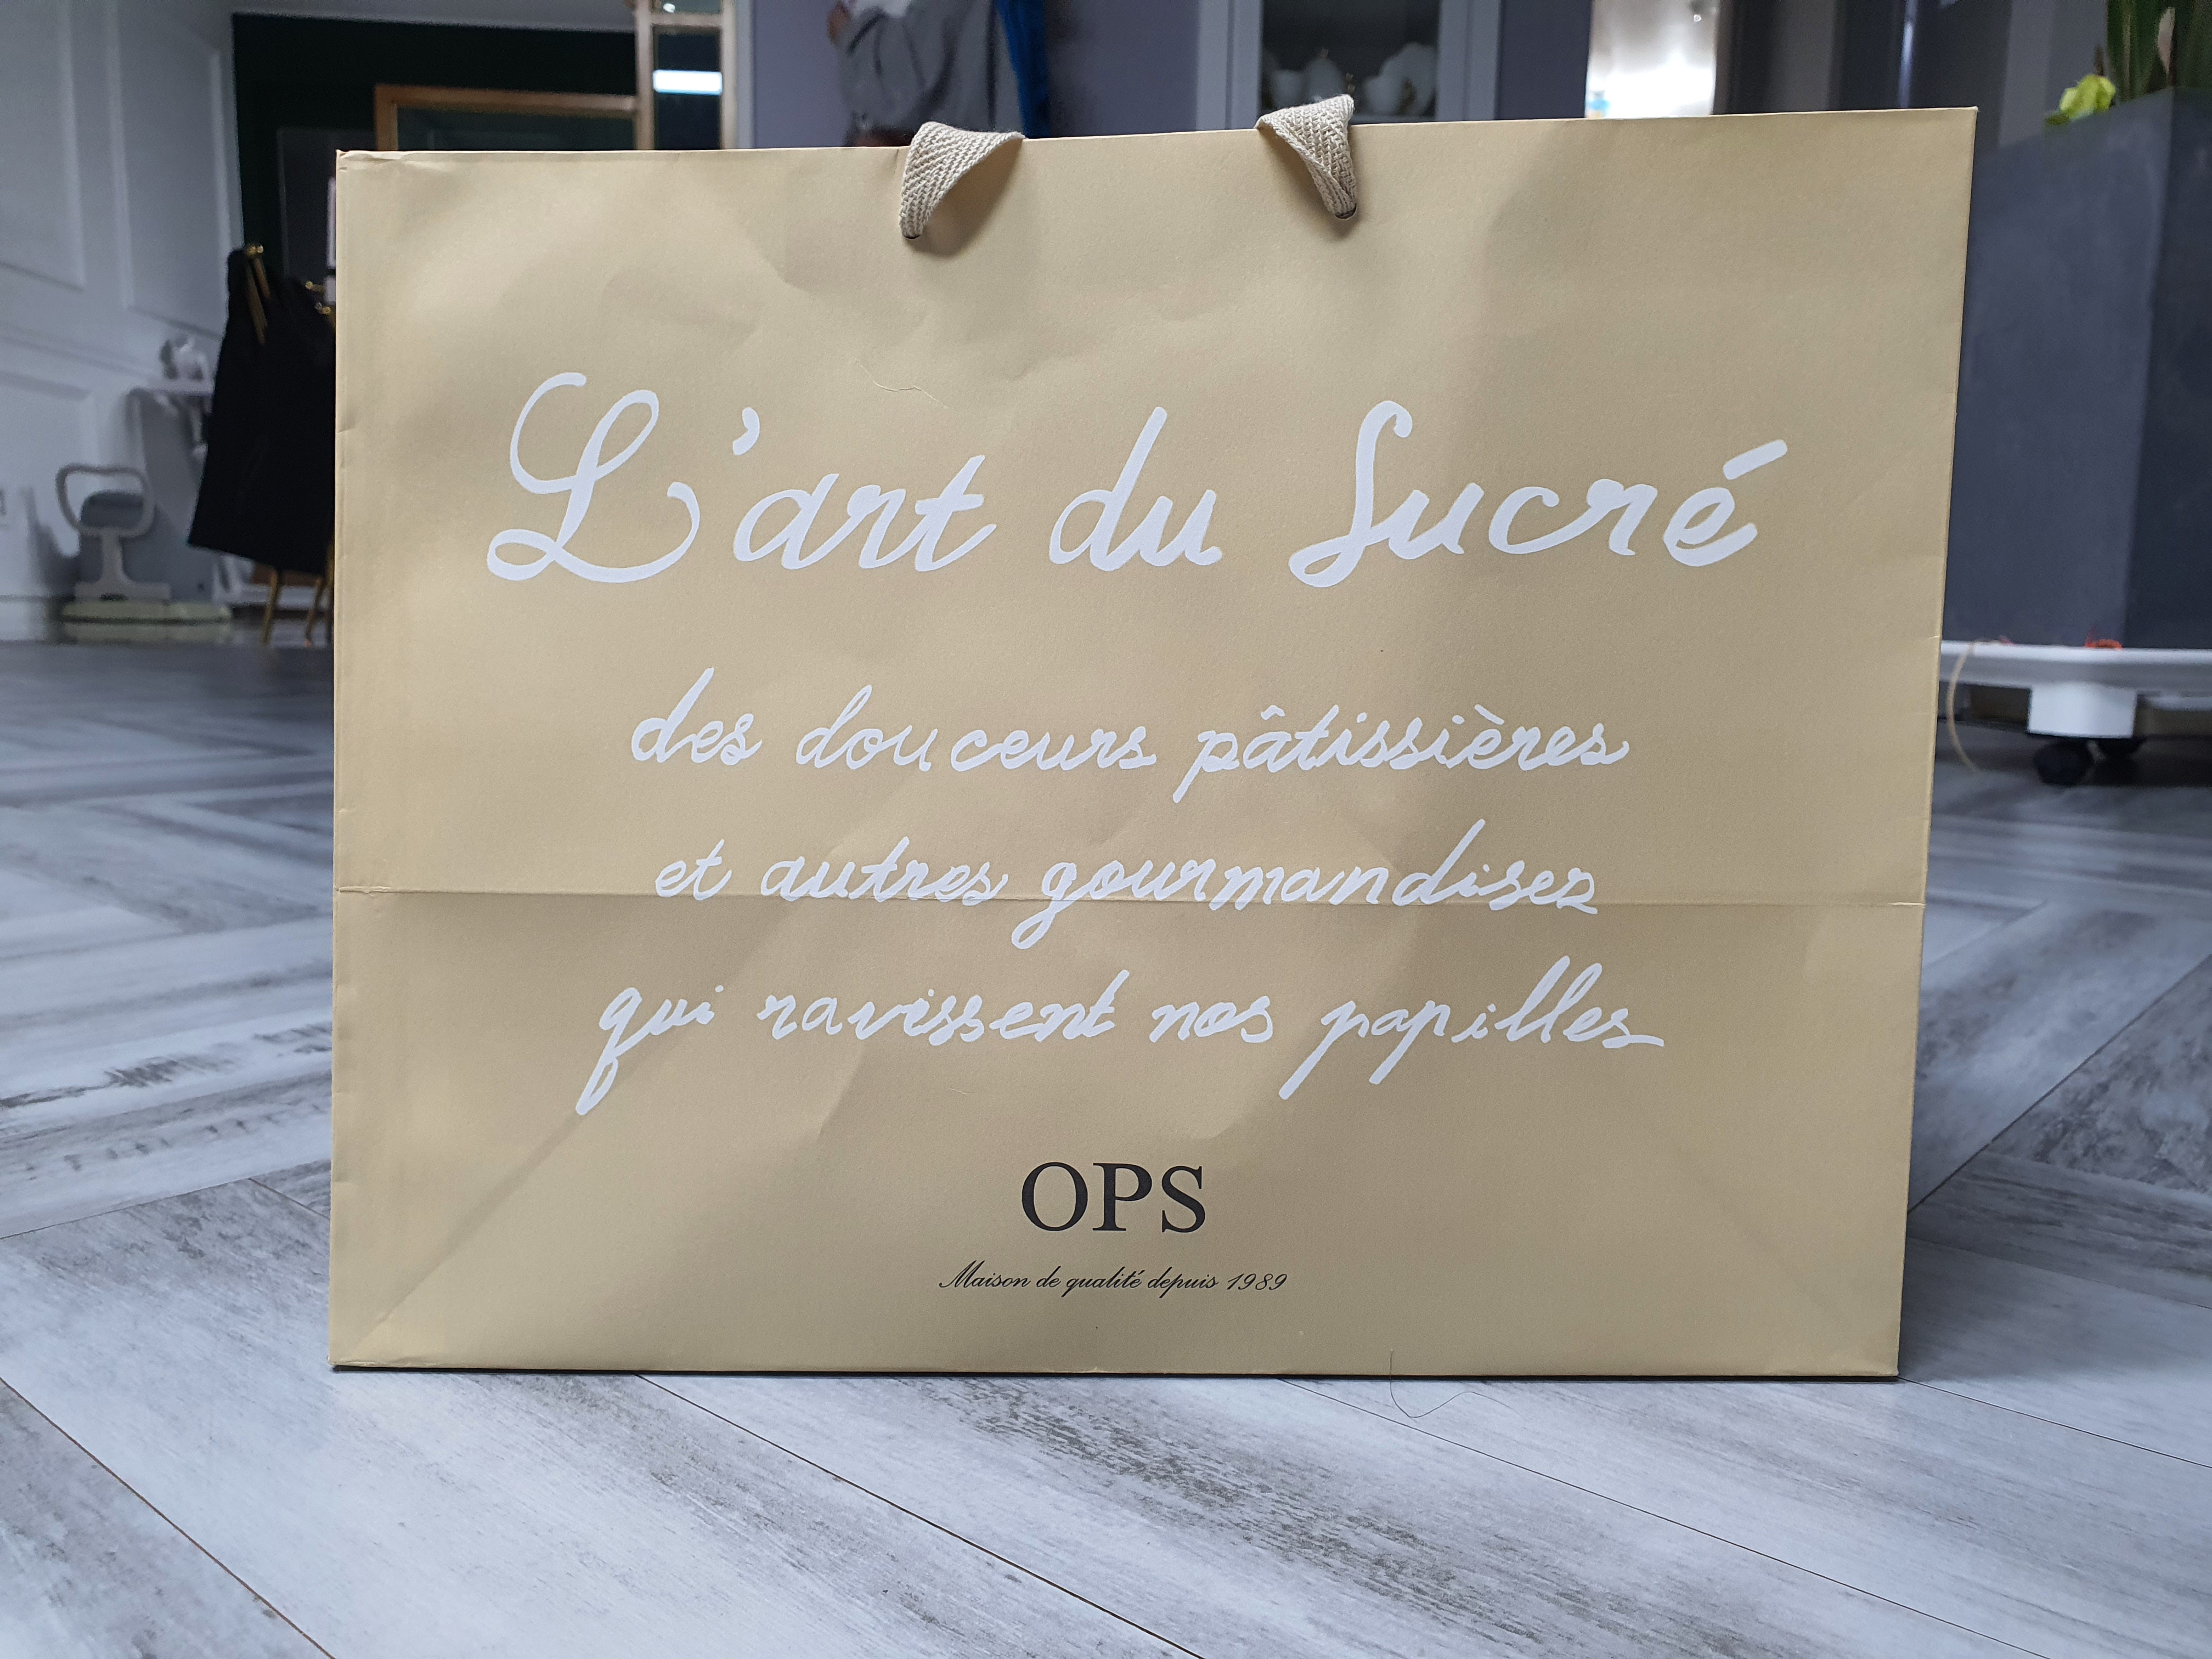 L'art du Sucré
des douceurs pâtissières
et autres gourmandises
qui ravissent nos papilles
OPS
Maison de qualité depuis 1989